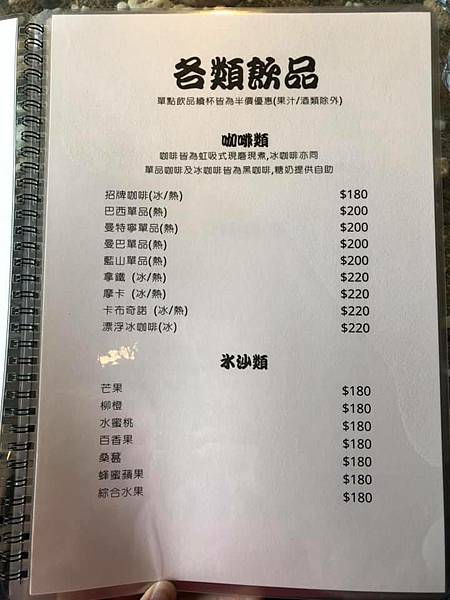 各類飲品
單點飲品續杯皆為半價優惠(果汁/酒類除外)
咖啡類
咖啡皆為虹吸式現磨現煮,冰咖啡亦同
單品咖啡及冰咖啡皆為黑咖啡,糖奶提供自助
招牌咖啡(冰/熱) $180
巴西單品(熱) $200
曼特寧單品(熱) $200
曼巴單品(熱) $200
藍山單品(熱) $200
拿鐵 (冰/熱) $220
摩卡 (冰/熱) $220
卡布奇諾 (冰/熱) $220
漂浮冰咖啡(冰) $220
氷沙類
芒果 $180
柳橙 $180
水蜜桃 $180
百香果 $180
桑葚 $180
蜂蜜蘋果 $180
綜合水果 $180